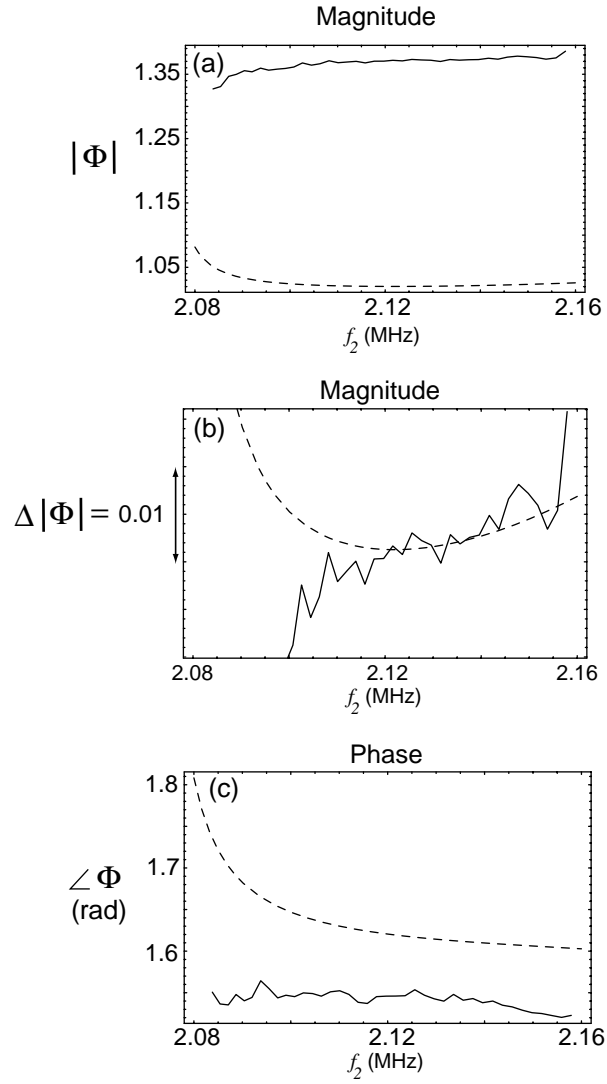 Magnitude
(a)
1.35
1.25
|Φ|
1.15
1.05
2.08 2.12 2.16
f2 (MHz)
Magnitude
(b)
Δ|Φ| = 0.01
2.08 2.12 2.16
f2 (MHz)
Phase
1.8 (c)
1.7
∠Φ
(rad)
1.6
2.08 2.12 2.16
f2 (MHz)